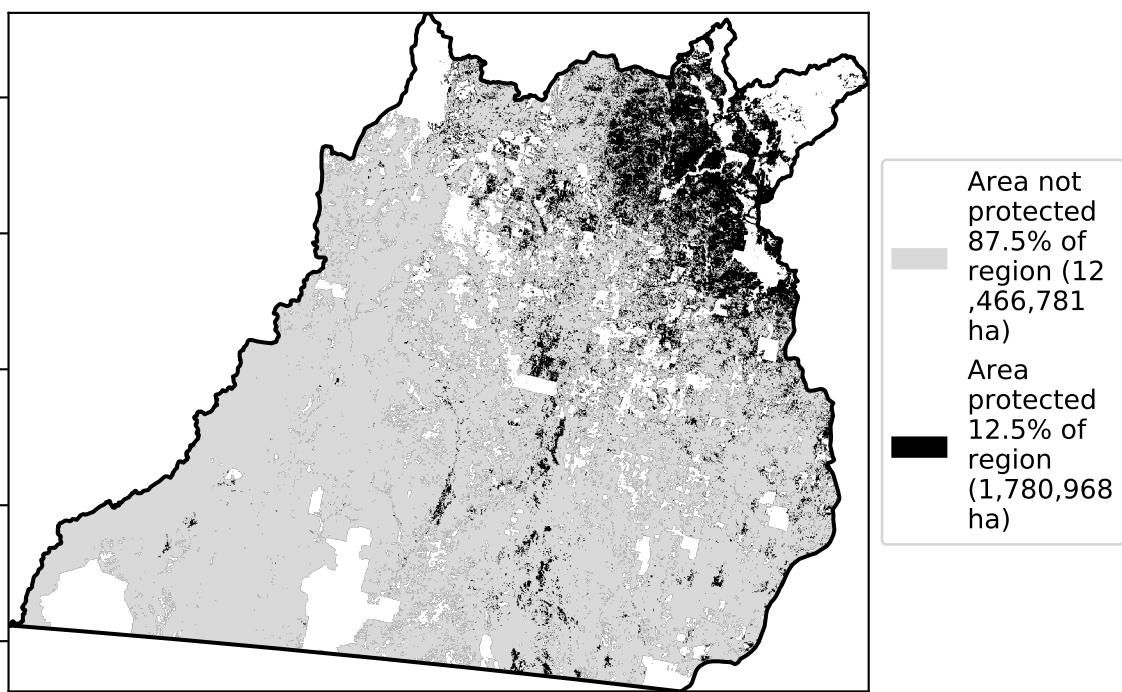 Area not
protected
87.5% of
region (12
,466,781
ha)
Area
protected
12.5% of
region
(1,780,968
ha)